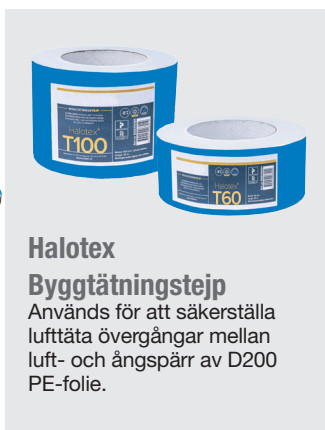 Halotex®
T100
Halotex®
T60
Halotex
Byggtätningstejp
Används för att säkerställa
lufttäta övergångar mellan
luft- och ångspärr av D200
PE-folie.